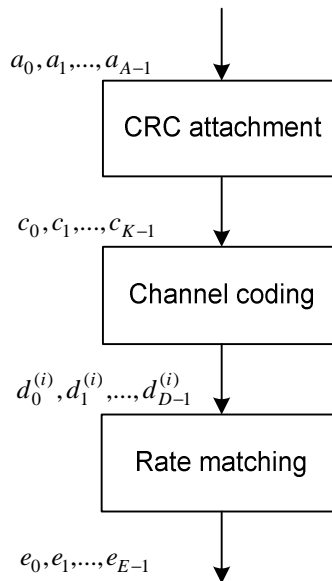 a_0, a_1,..., a_{A-1}
CRC attachment
c_0, c_1,..., c_{K-1}
Channel coding
d_0^{(i)}, d_1^{(i)},..., d_{D-1}^{(i)}
Rate matching
e_0, e_1,..., e_{E-1}